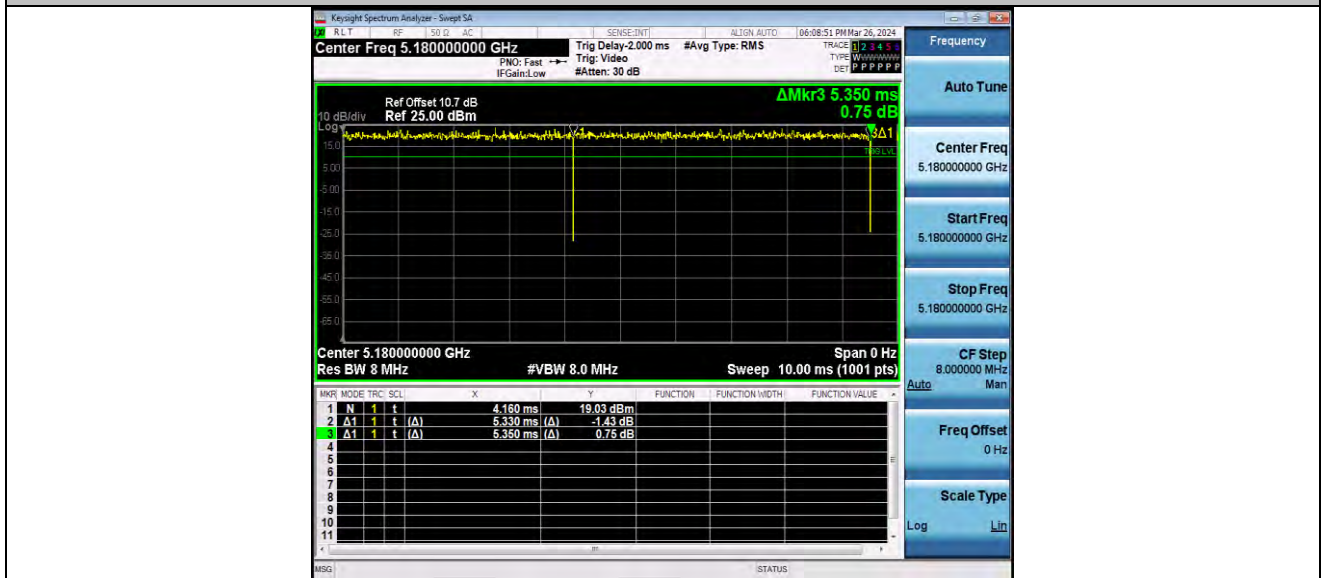 Keysight Spectrum Analyzer - Swept SA
RLT RF 50 Ω AC SENSE:INT ALIGN AUTO 06:08:51 PM Mar 26, 2024
Center Freq 5.180000000 GHz
PNO: Fast
IFGain:Low
Trig Delay-2.000 ms
Trig: Video
#Atten: 30 dB
#Avg Type: RMS
TRACE 1 2 3 4 5 6
TYPE W
DET P P P P P P
Ref Offset 10.7 dB
10 dB/div Ref 25.00 dBm
ΔMkr3 5.350 ms
0.75 dB
Log
15.0
5.00
-5.00
-15.0
-25.0
-35.0
-45.0
-55.0
-65.0
1
3Δ1
TRIG LVL
Center 5.180000000 GHz Span 0 Hz
Res BW 8 MHz #VBW 8.0 MHz Sweep 10.00 ms (1001 pts)
MKR MODE TRC SCL X Y FUNCTION FUNCTION WIDTH FUNCTION VALUE
1 N 1 t 4.160 ms 19.03 dBm
2 Δ1 1 t (Δ) 5.330 ms (Δ) -1.43 dB
3 Δ1 1 t (Δ) 5.350 ms (Δ) 0.75 dB
4
5
6
7
8
9
10
11
MSG STATUS
Frequency
Auto Tune
Center Freq
5.180000000 GHz
Start Freq
5.180000000 GHz
Stop Freq
5.180000000 GHz
CF Step
8.000000 MHz
Auto Man
Freq Offset
0 Hz
Scale Type
Log Lin